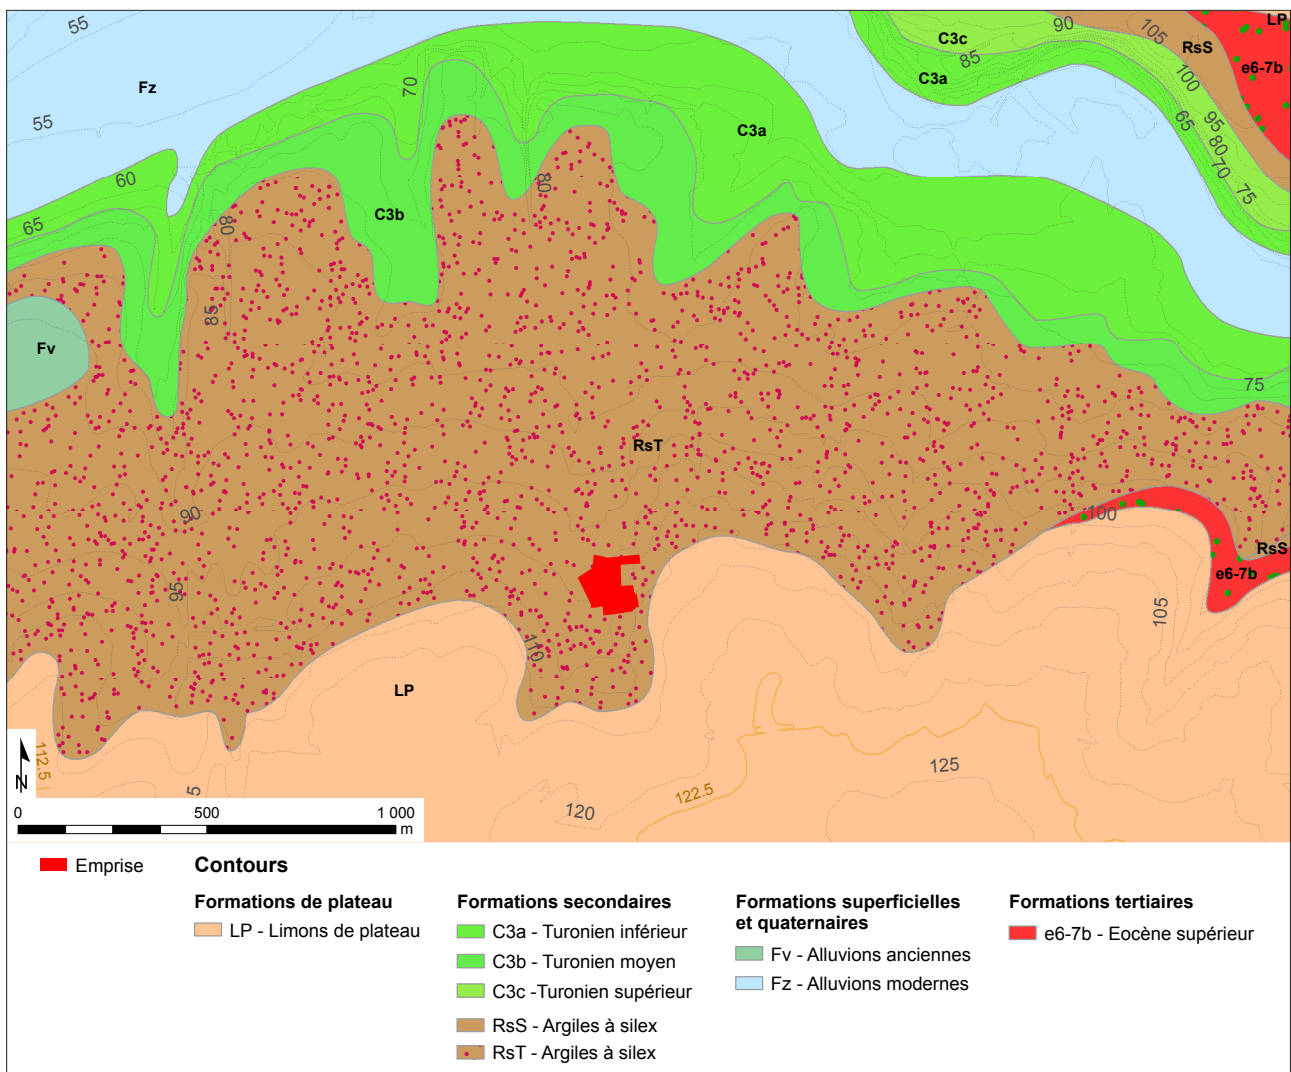 55
Fz
55
60
65
70
C3b
80
85
Fv
80
C3a
C3c
C3a
85
90
105
RsS
LP
e6-7b
100
95
80
70
65
75
75
RsT
90
95
100
RsS
e6-7b
105
110
LP
112.5
5
120
122.5
125
N
0 500 1 000
m
Emprise
Contours
Formations de plateau
LP - Limons de plateau
Formations secondaires
C3a - Turonien inférieur
C3b - Turonien moyen
C3c -Turonien supérieur
RsS - Argiles à silex
RsT - Argiles à silex
Formations superficielles
et quaternaires
Fv - Alluvions anciennes
Fz - Alluvions modernes
Formations tertiaires
e6-7b - Eocène supérieur